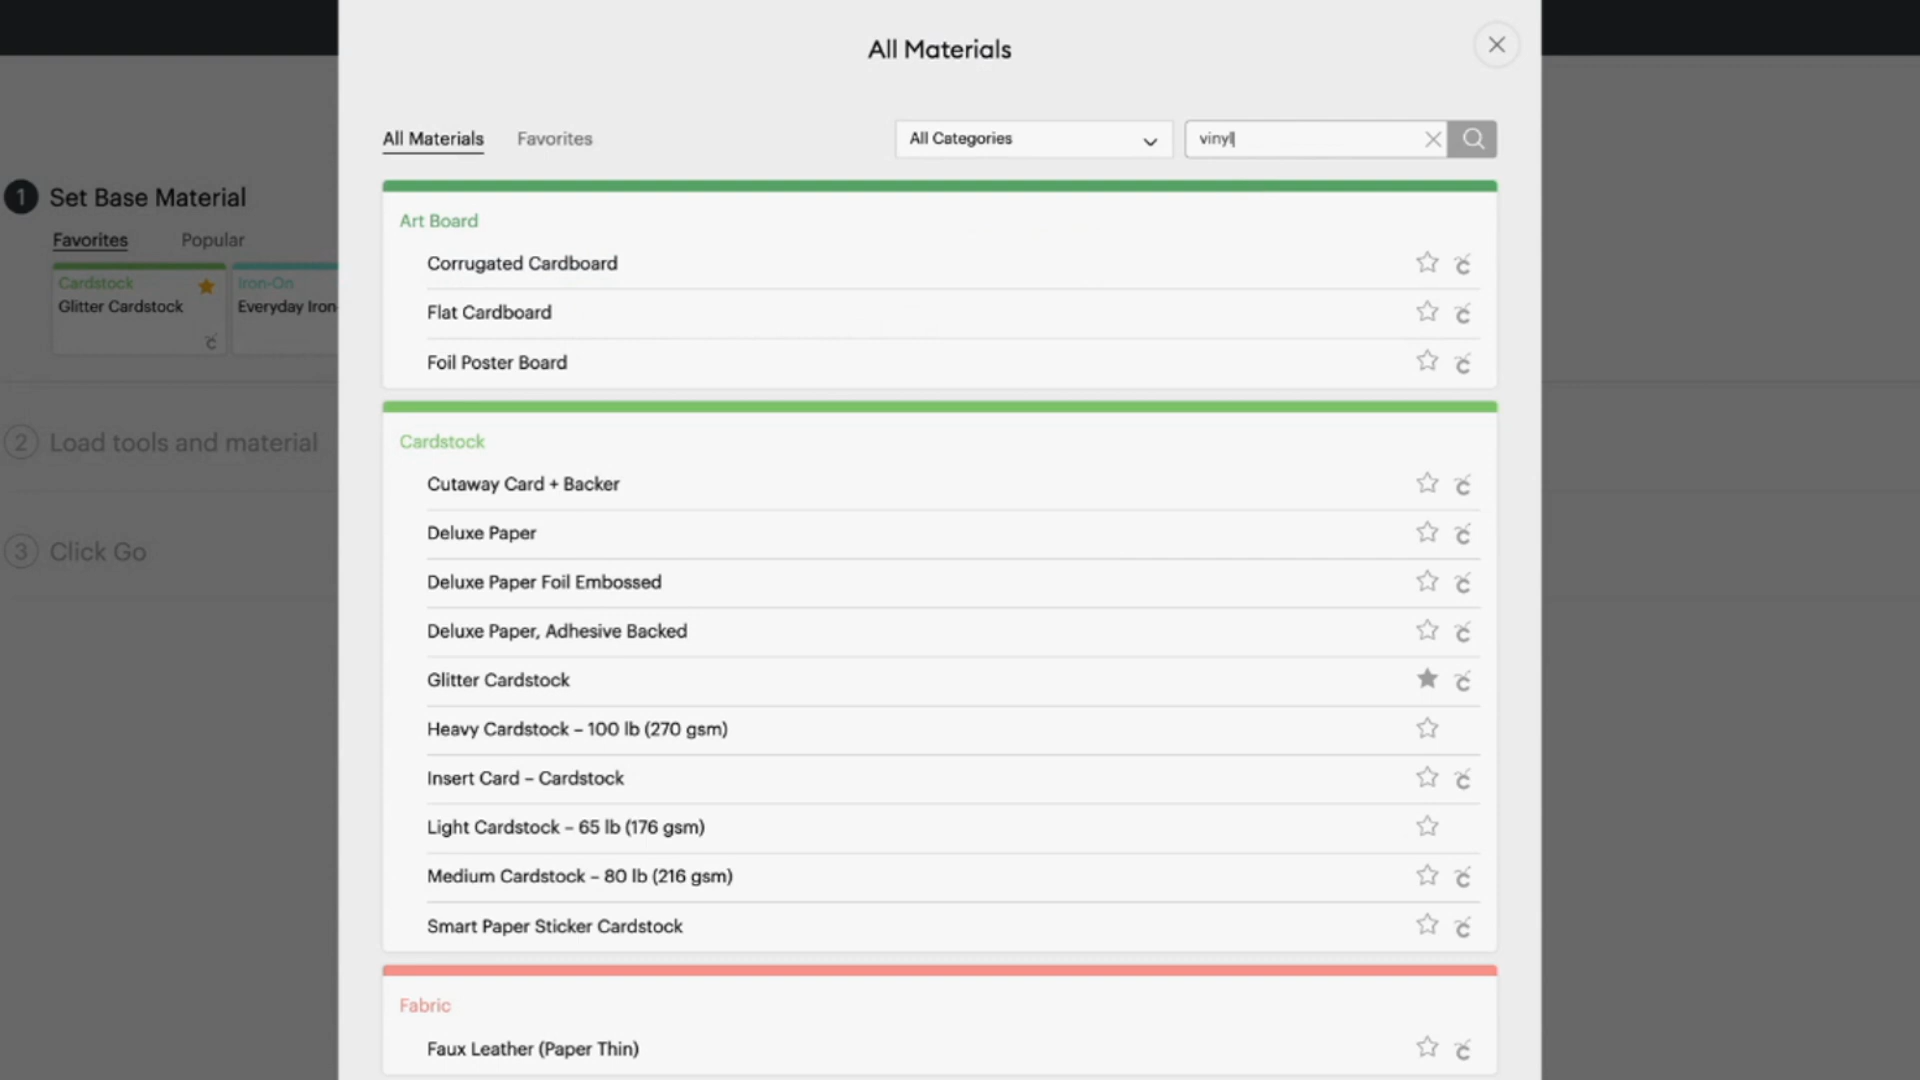 All Materials
All Materials
Favorites
All Categories
vinyl
1 Set Base Material
Favorites
Popular
Cardstock
Glitter Cardstock
Iron-On
Everyday Iron-
2 Load tools and material
3 Click Go
Art Board
Corrugated Cardboard
Flat Cardboard
Foil Poster Board
Cardstock
Cutaway Card + Backer
Deluxe Paper
Deluxe Paper Foil Embossed
Deluxe Paper, Adhesive Backed
Glitter Cardstock
Heavy Cardstock – 100 lb (270 gsm)
Insert Card – Cardstock
Light Cardstock – 65 lb (176 gsm)
Medium Cardstock – 80 lb (216 gsm)
Smart Paper Sticker Cardstock
Fabric
Faux Leather (Paper Thin)